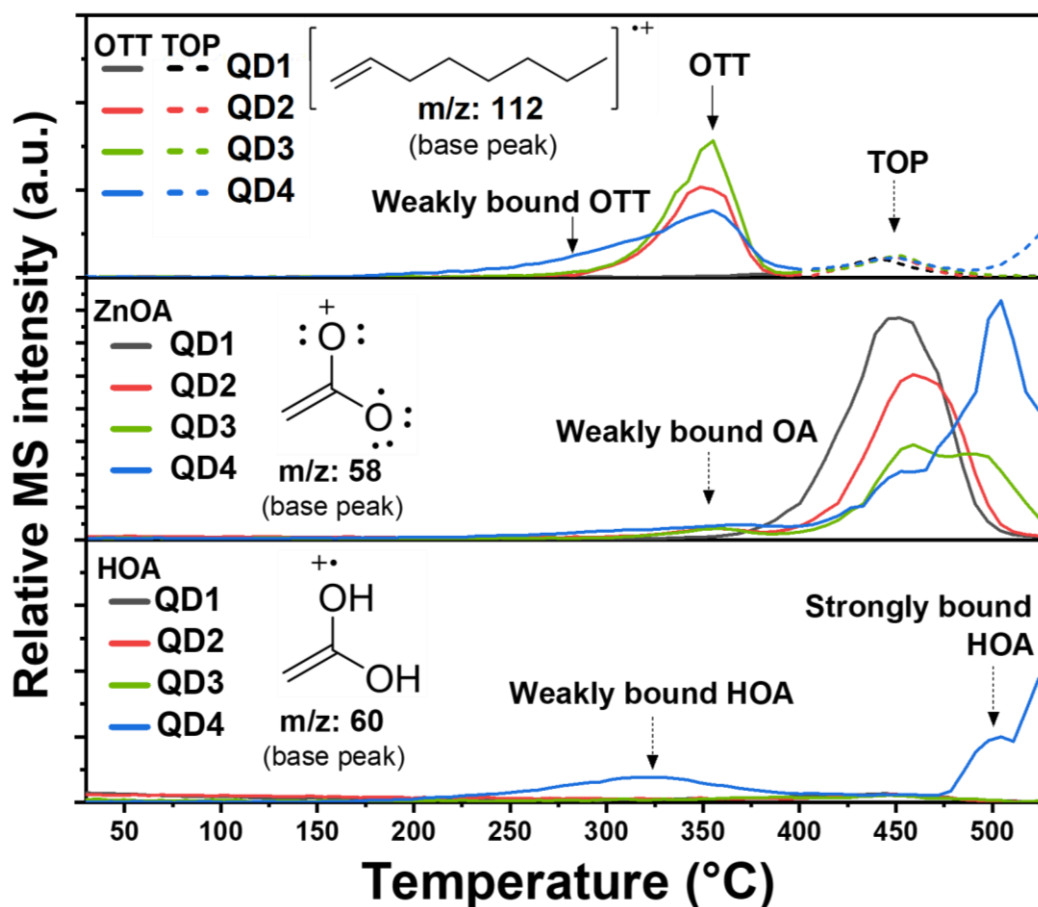 Relative MS intensity (a.u.)
OTT TOP
QD1
QD2
QD3
QD4
•+
m/z: 112
(base peak)
Weakly bound OTT
OTT
TOP
ZnOA
QD1
QD2
QD3
QD4
+
O
O
m/z: 58
(base peak)
Weakly bound OA
HOA
QD1
QD2
QD3
QD4
+•
OH
OH
m/z: 60
(base peak)
Weakly bound HOA
Strongly bound
HOA
50 100 150 200 250 300 350 400 450 500
Temperature (°C)